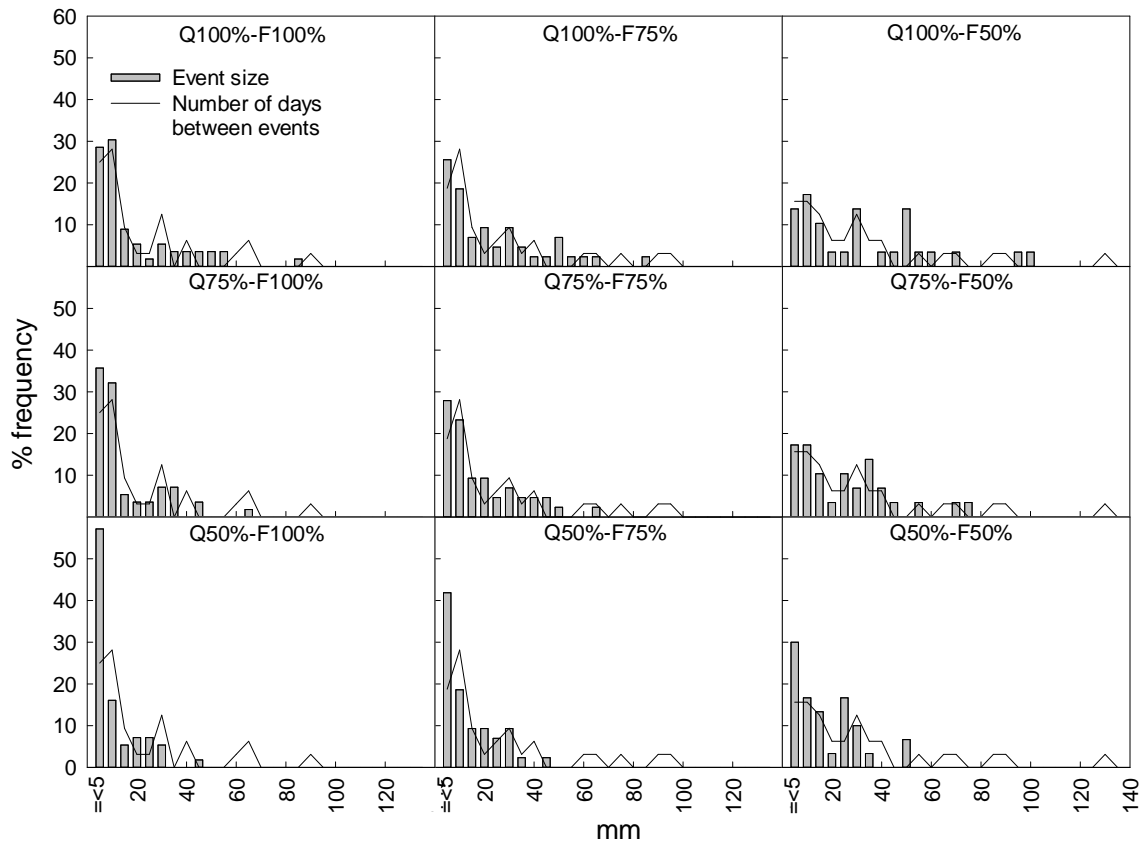 60
50
40
30
20
10
0
Q100%-F100%
Event size
Number of days
between events
Q100%-F75%
Q100%-F50%
% frequency
50
40
30
20
10
0
Q75%-F100%
Q75%-F75%
Q75%-F50%
50
40
30
20
10
0
Q50%-F100%
Q50%-F75%
Q50%-F50%
=<5 20 40 60 80 100 120
=<5 20 40 60 80 100 120
=<5 20 40 60 80 100 120 140
mm